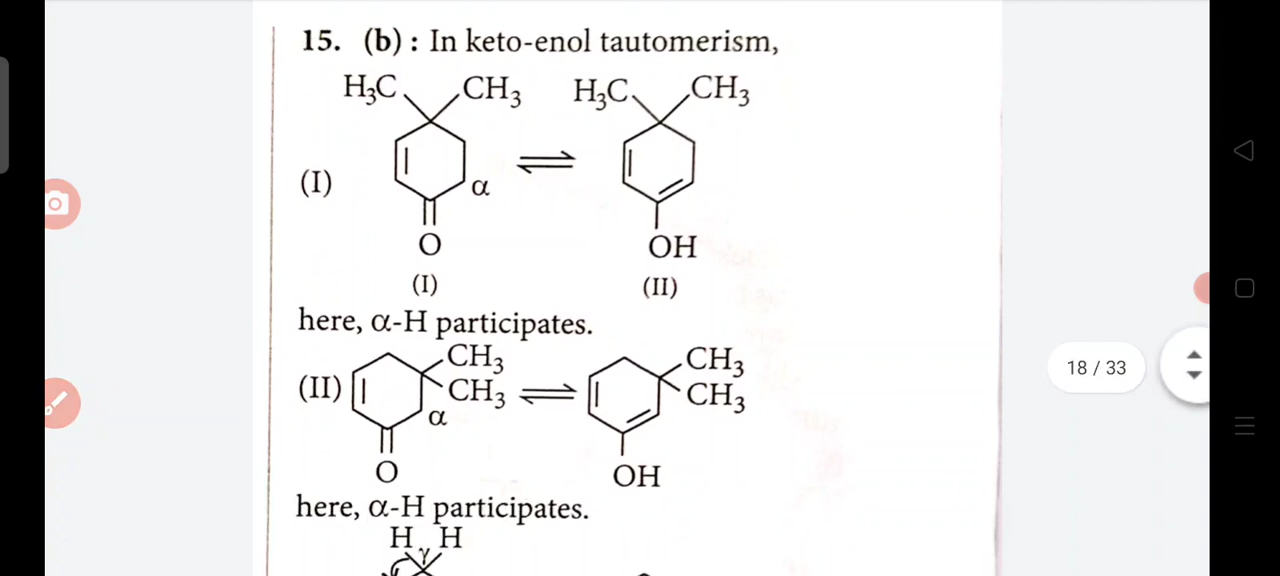 15. (b) : In keto-enol tautomerism,
H₃C CH₃ H₃C CH₃
(I) α
O OH
(I) (II)
here, α-H participates.
(II) CH₃ CH₃
CH₃ CH₃
α
O OH
here, α-H participates.
H H
γ
18 / 33